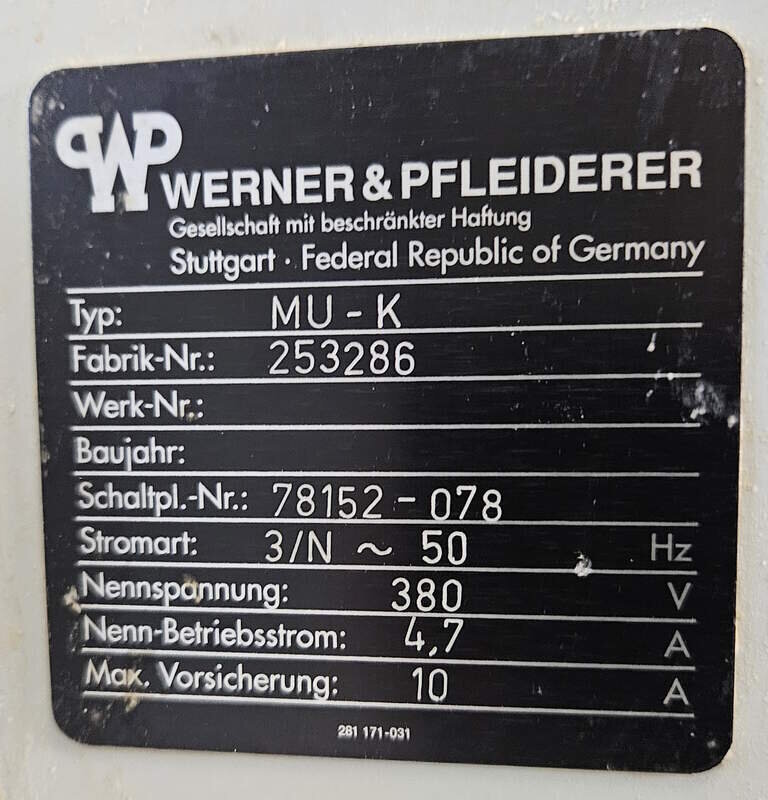 WP
WERNER & PFLEIDERER
Gesellschaft mit beschränkter Haftung
Stuttgart · Federal Republic of Germany
Typ: MU - K
Fabrik-Nr.: 253286
Werk-Nr.:
Baujahr:
Schaltpl.-Nr.: 78152 - 078
Stromart: 3/N ~ 50 Hz
Nennspannung: 380 V
Nenn-Betriebsstrom: 4,7 A
Max. Vorsicherung: 10 A
281 171-031